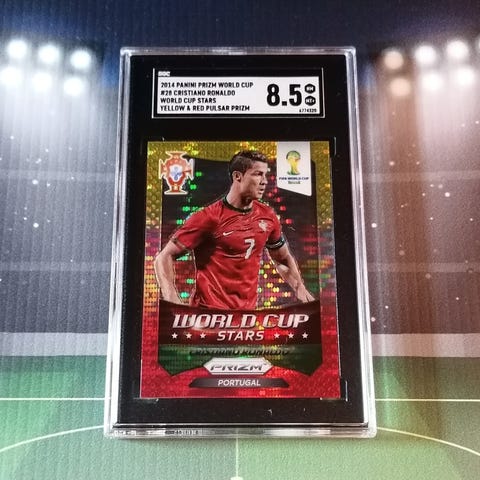 SGC
2014 PANINI PRIZM WORLD CUP
#28 CRISTIANO RONALDO
WORLD CUP STARS
YELLOW & RED PULSAR PRIZM
8.5
NM
MT+
FIFA WORLD CUP
Brasil
7
WORLD CUP
STARS
CRISTIANO RONALDO
PRIZM
PORTUGAL